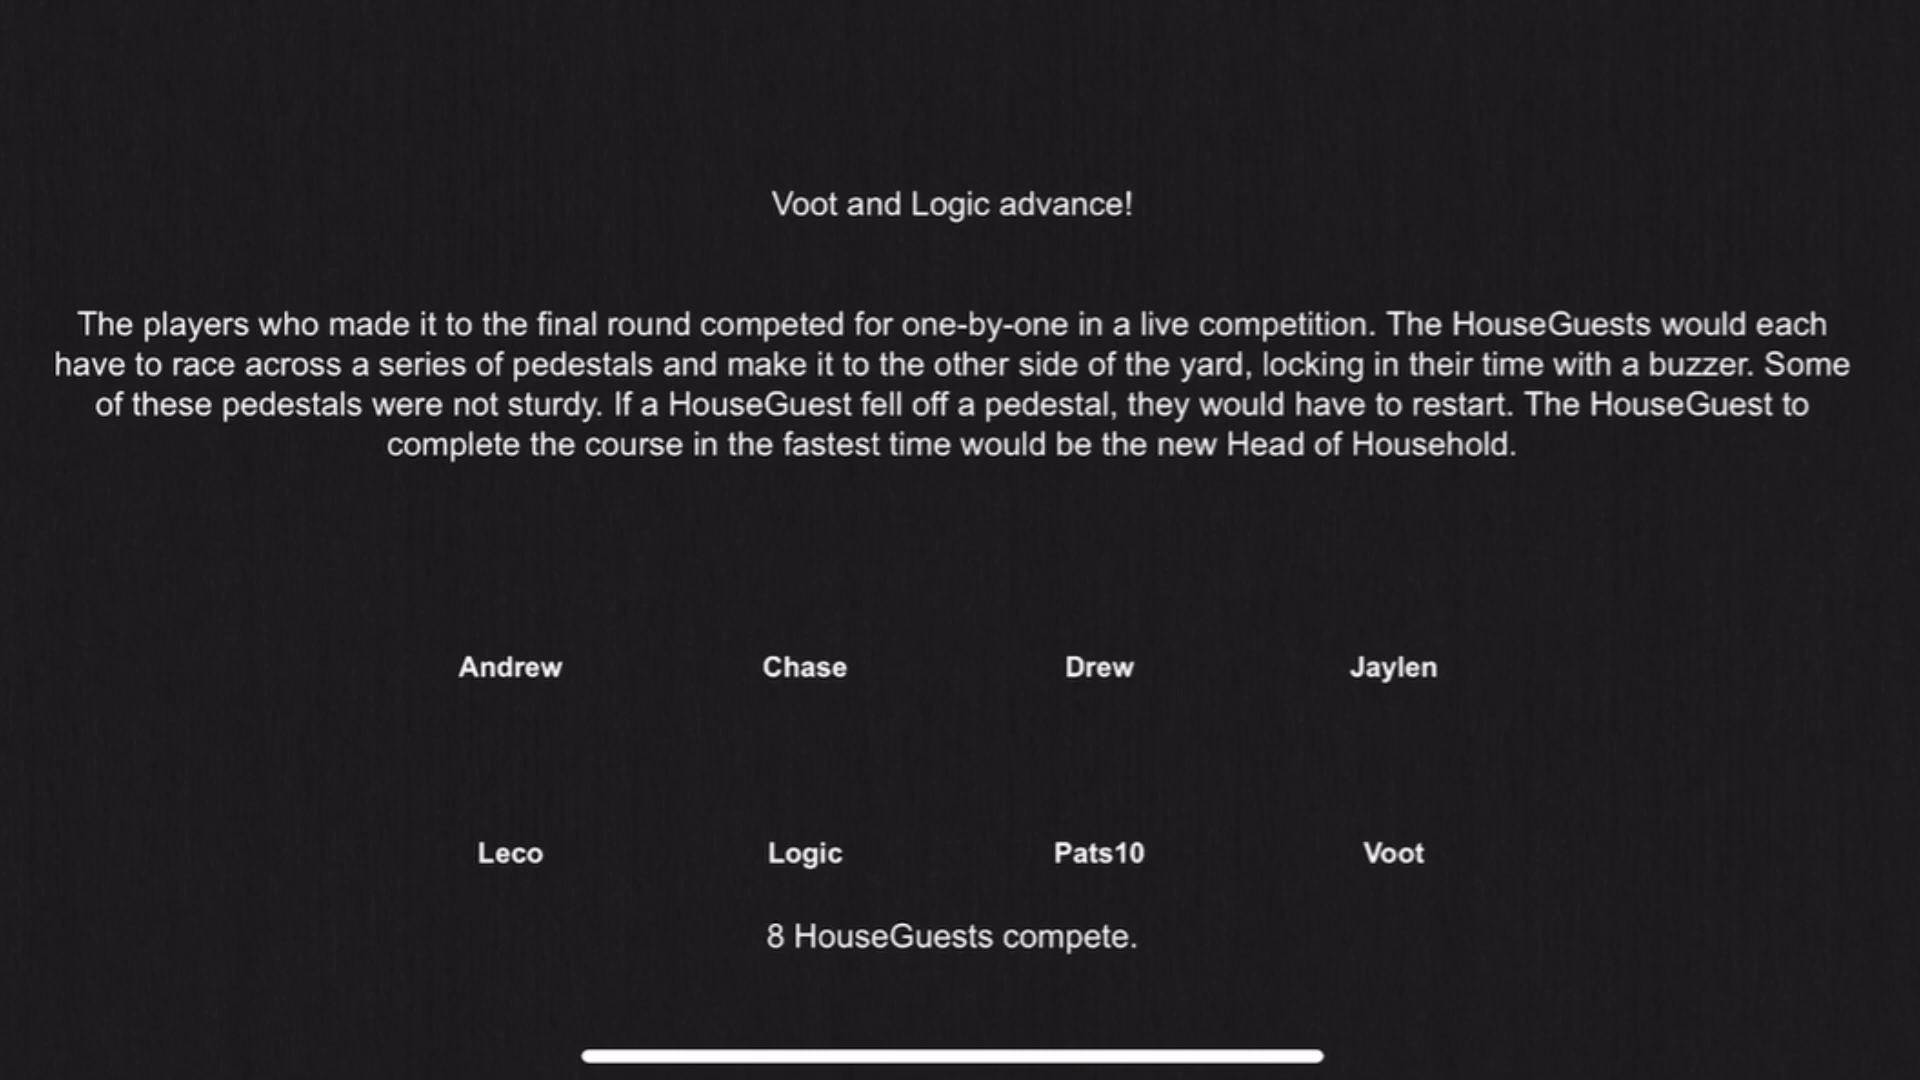 Voot and Logic advance!
The players who made it to the final round competed for one-by-one in a live competition. The HouseGuests would each
have to race across a series of pedestals and make it to the other side of the yard, locking in their time with a buzzer. Some
of these pedestals were not sturdy. If a HouseGuest fell off a pedestal, they would have to restart. The HouseGuest to
complete the course in the fastest time would be the new Head of Household.
Andrew Chase Drew Jaylen
Leco Logic Pats10 Voot
8 HouseGuests compete.